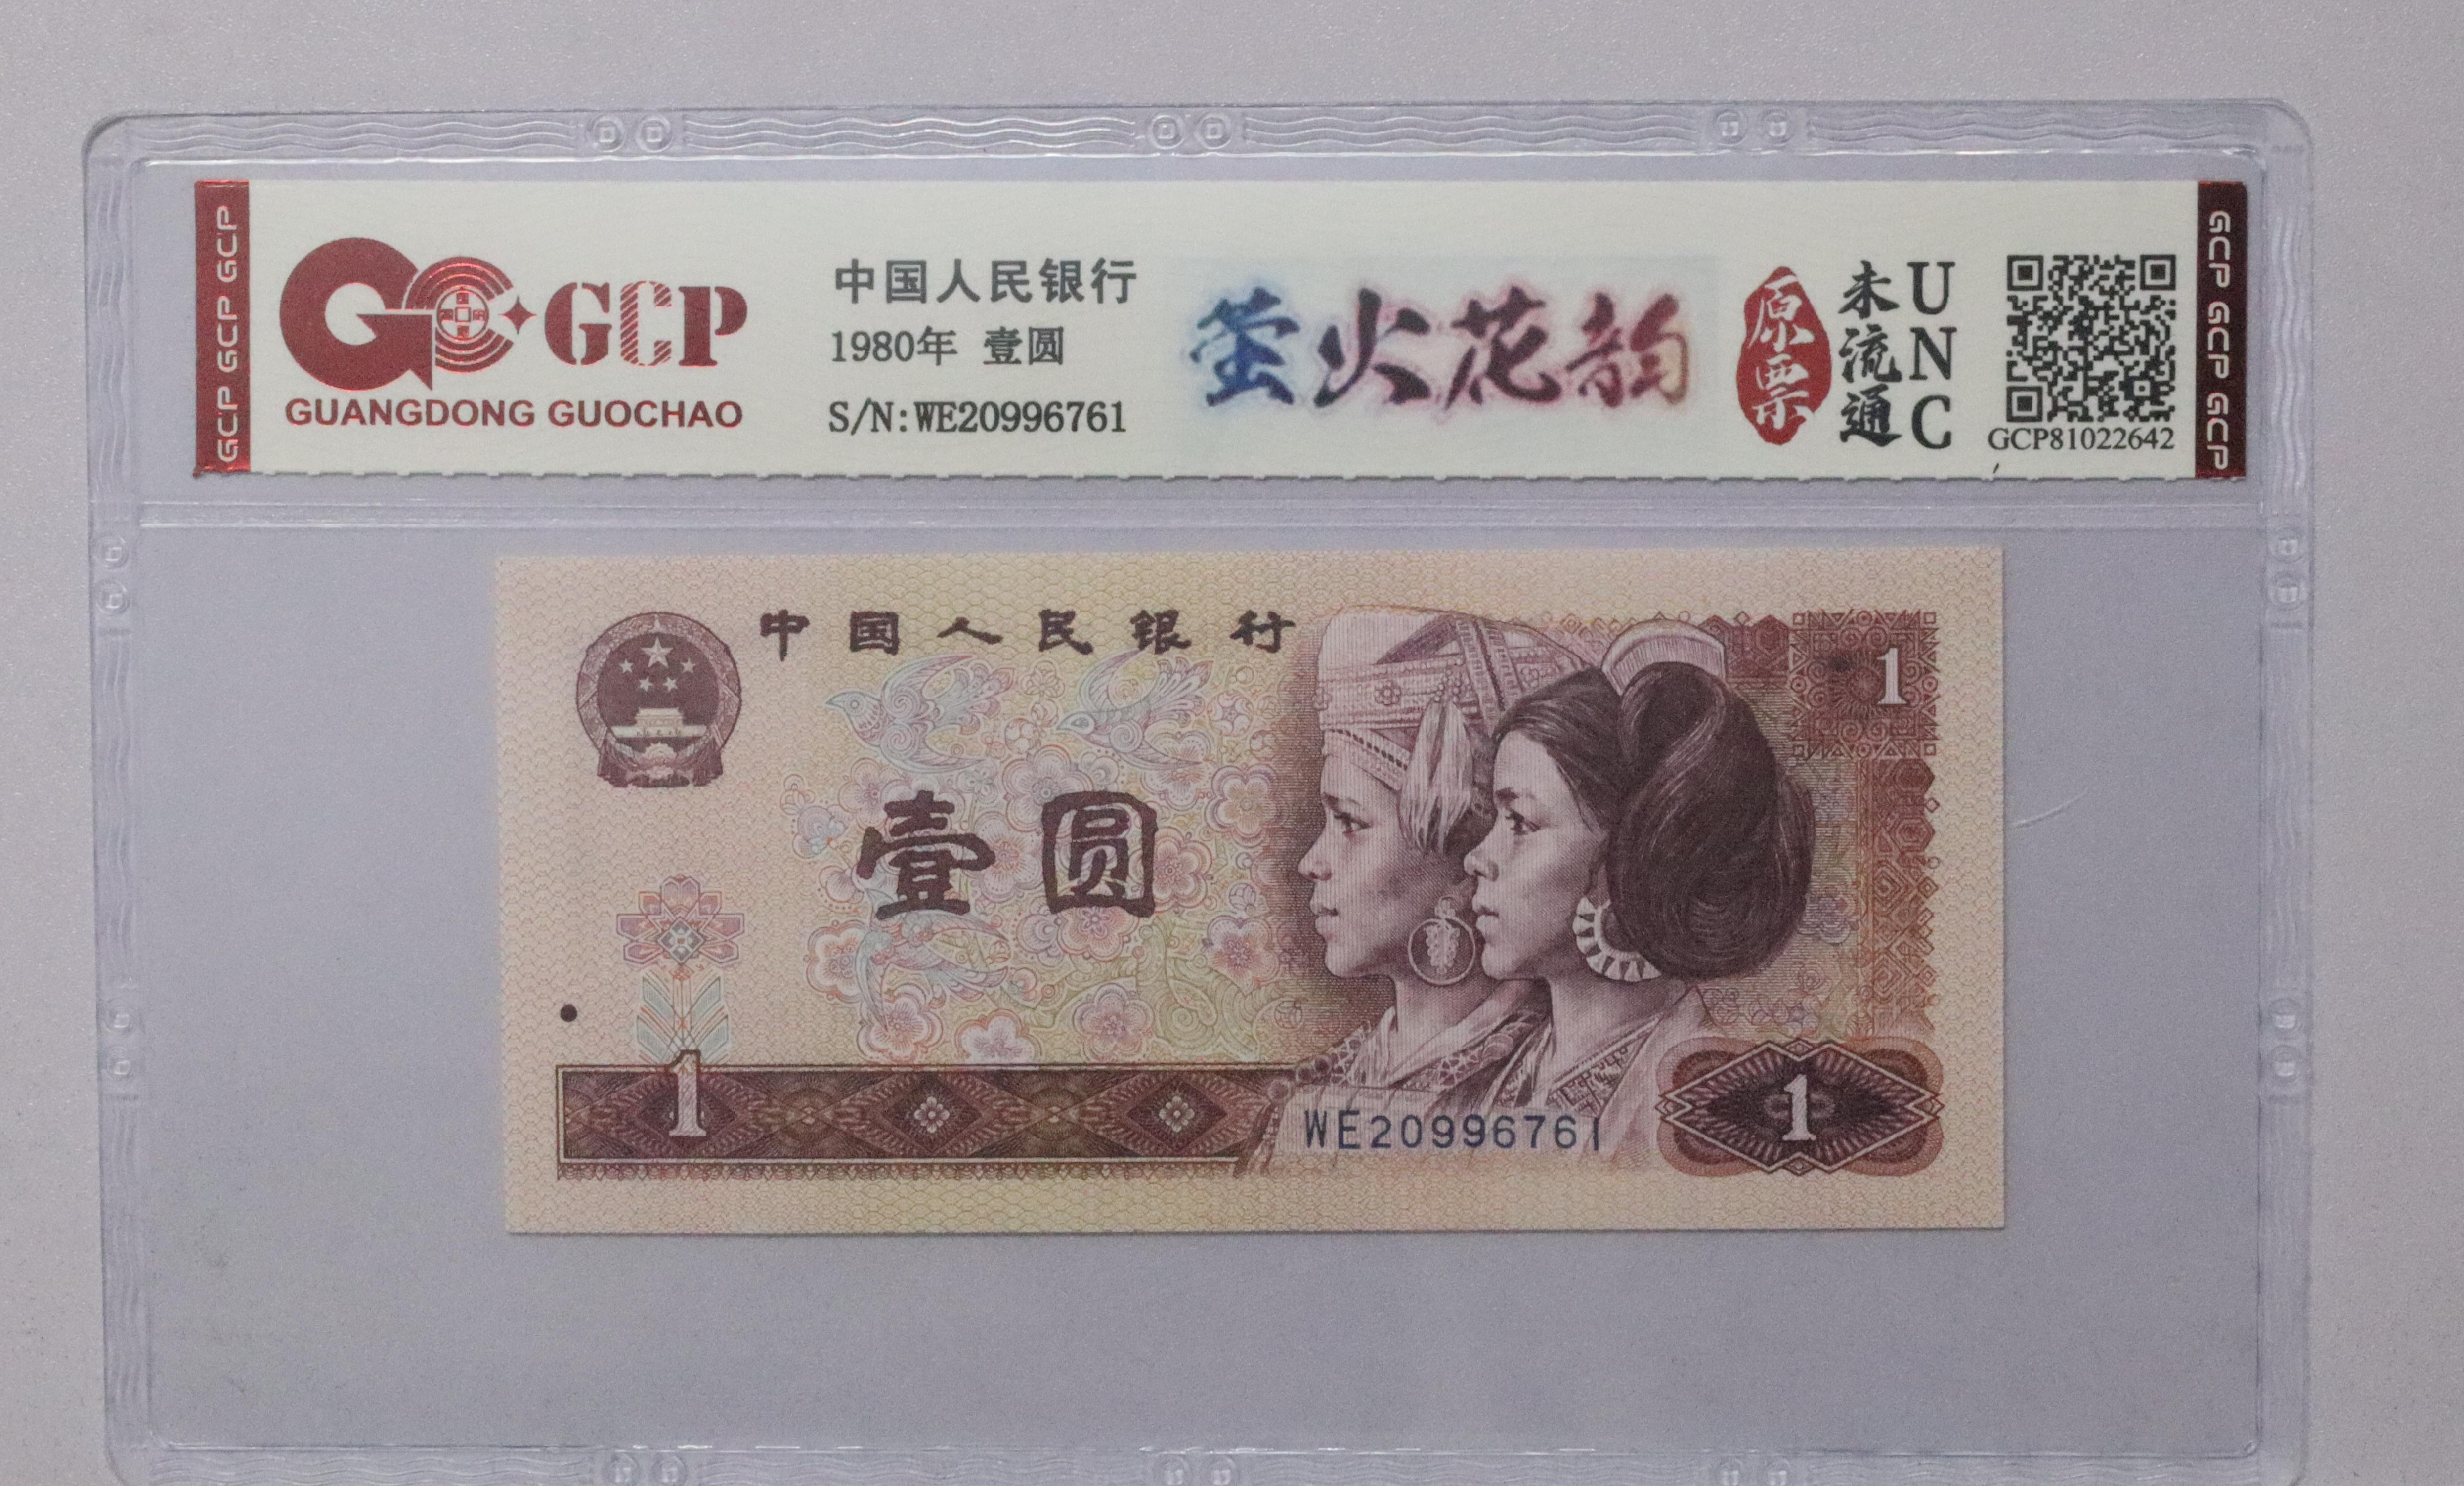 GCP GCP GCP
GCP
GUANGDONG GUOCHAO
中国人民银行
1980年 壹圆
S/N:WE20996761
萤火花韵
原票
未流通
UNC
GCP81022642
GCP GCP GCP
中国人民银行
1
壹圆
1
WE20996761
1